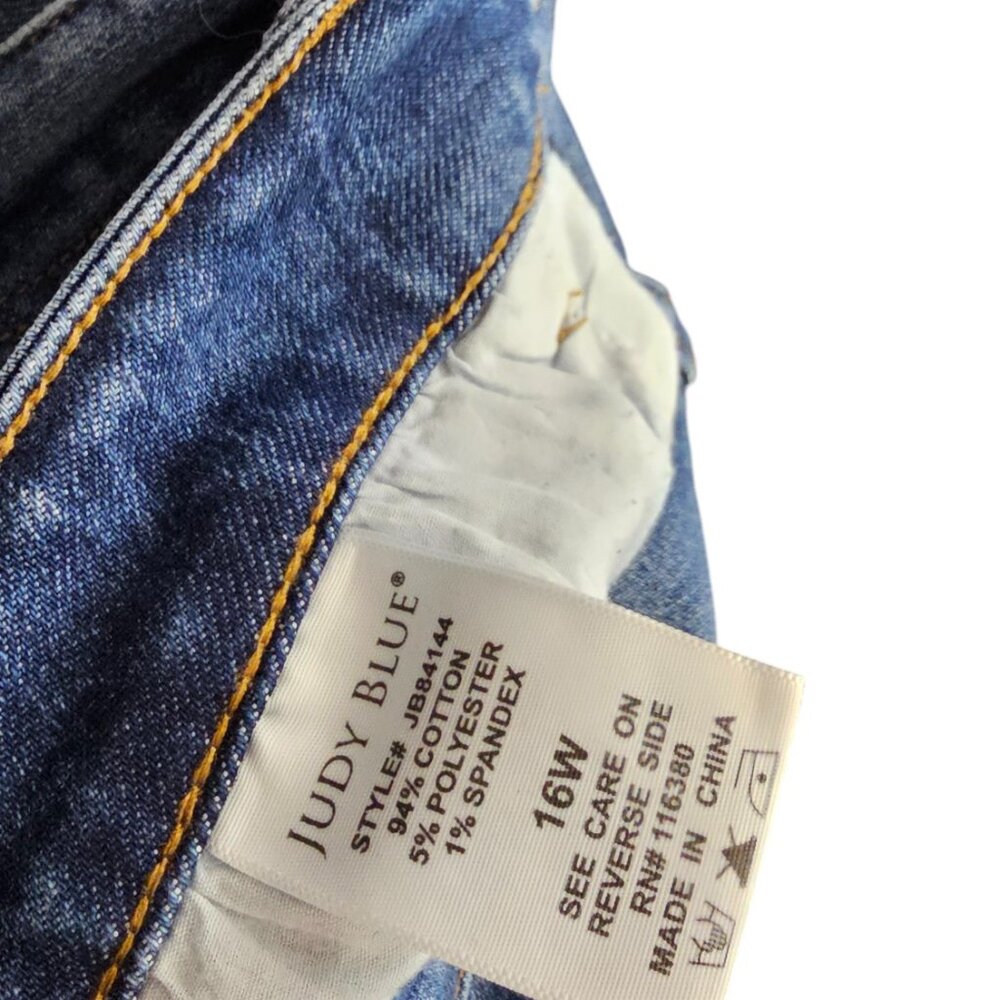 JUDY BLUE®
STYLE# JB84144
94% COTTON
5% POLYESTER
1% SPANDEX
16W
SEE CARE ON
REVERSE SIDE
RN# 116380
MADE IN CHINA